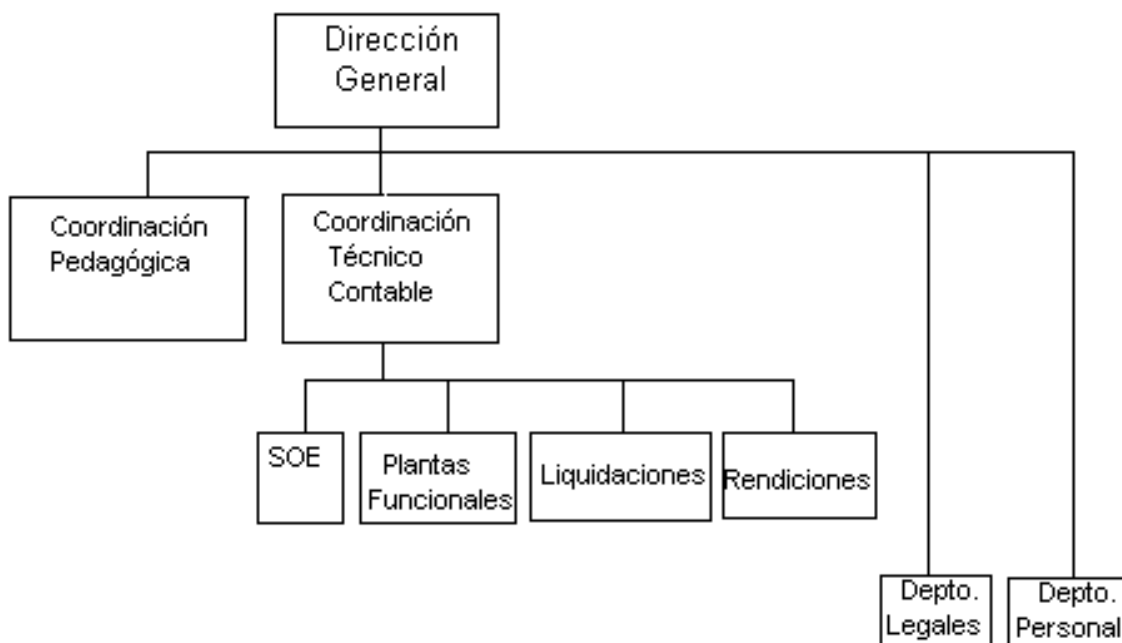 Dirección
General
Coordinación
Pedagógica
Coordinación
Técnico
Contable
SOE
Plantas
Funcionales
Liquidaciones
Rendiciones
Depto.
Legales
Depto.
Personal